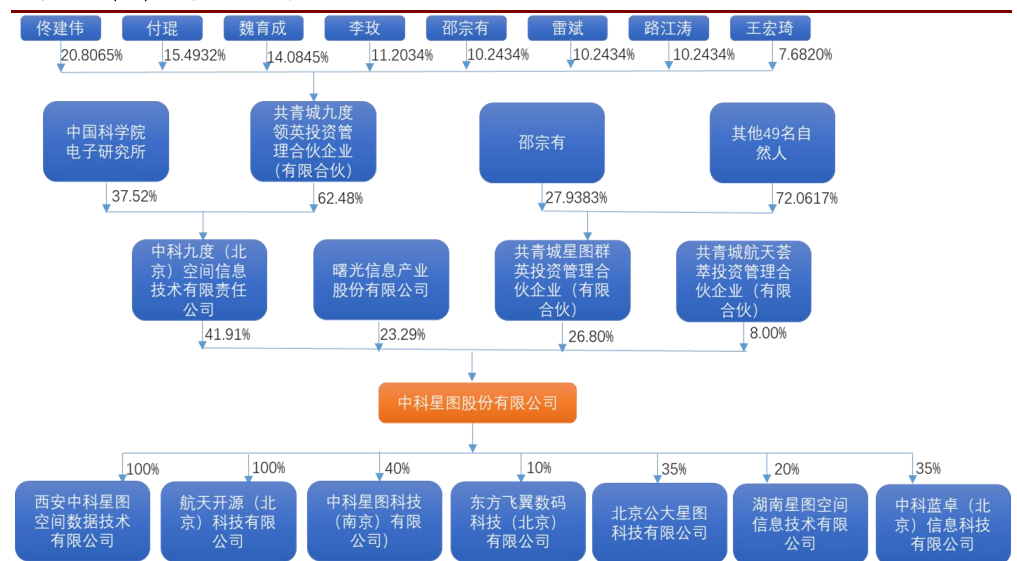 佟建伟
付琨
魏育成
李玫
邵宗有
雷斌
路江涛
王宏琦
20.8065%
15.4932%
14.0845%
11.2034%
10.2434%
10.2434%
10.2434%
7.6820%
中国科学院
电子研究所
共青城九度
领英投资管
理合伙企业
(有限合伙)
邵宗有
其他49名自
然人
37.52%
62.48%
27.9383%
72.0617%
中科九度（北
京）空间信息
技术有限责任
公司
曙光信息产业
股份有限公司
共青城星图群
英投资管理合
伙企业（有限
合伙）
共青城航天荟
萃投资管理合
伙企业（有限
合伙）
41.91%
23.29%
26.80%
8.00%
中科星图股份有限公司
100%
100%
40%
10%
35%
20%
35%
西安中科星图
空间数据技术
有限公司
航天开源（北
京）科技有限
公司
中科星图科技
（南京）有限
公司）
东方飞翼数码
科技（北京）
有限公司
北京公大星图
科技有限公司
湖南星图空间
信息技术有限
公司
中科蓝卓（北
京）信息科技
有限公司